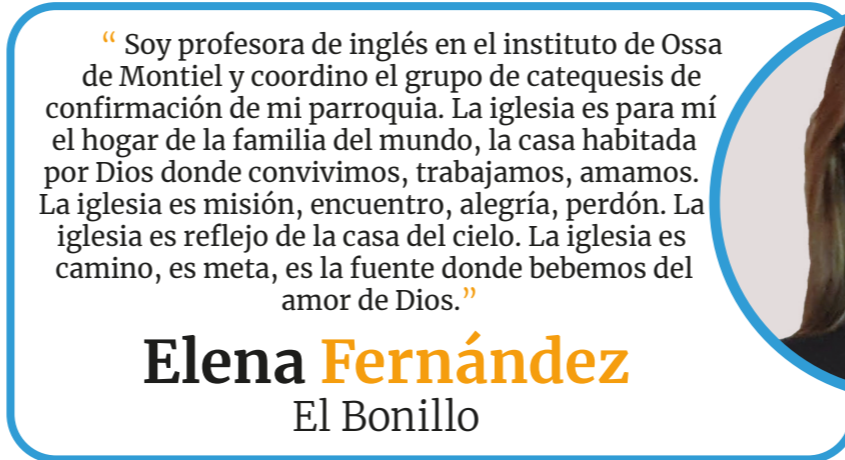 “ Soy profesora de inglés en el instituto de Ossa
de Montiel y coordino el grupo de catequesis de
confirmación de mi parroquia. La iglesia es para mí
el hogar de la familia del mundo, la casa habitada
por Dios donde convivimos, trabajamos, amamos.
La iglesia es misión, encuentro, alegría, perdón. La
iglesia es reflejo de la casa del cielo. La iglesia es
camino, es meta, es la fuente donde bebemos del
amor de Dios.”
Elena Fernández
El Bonillo